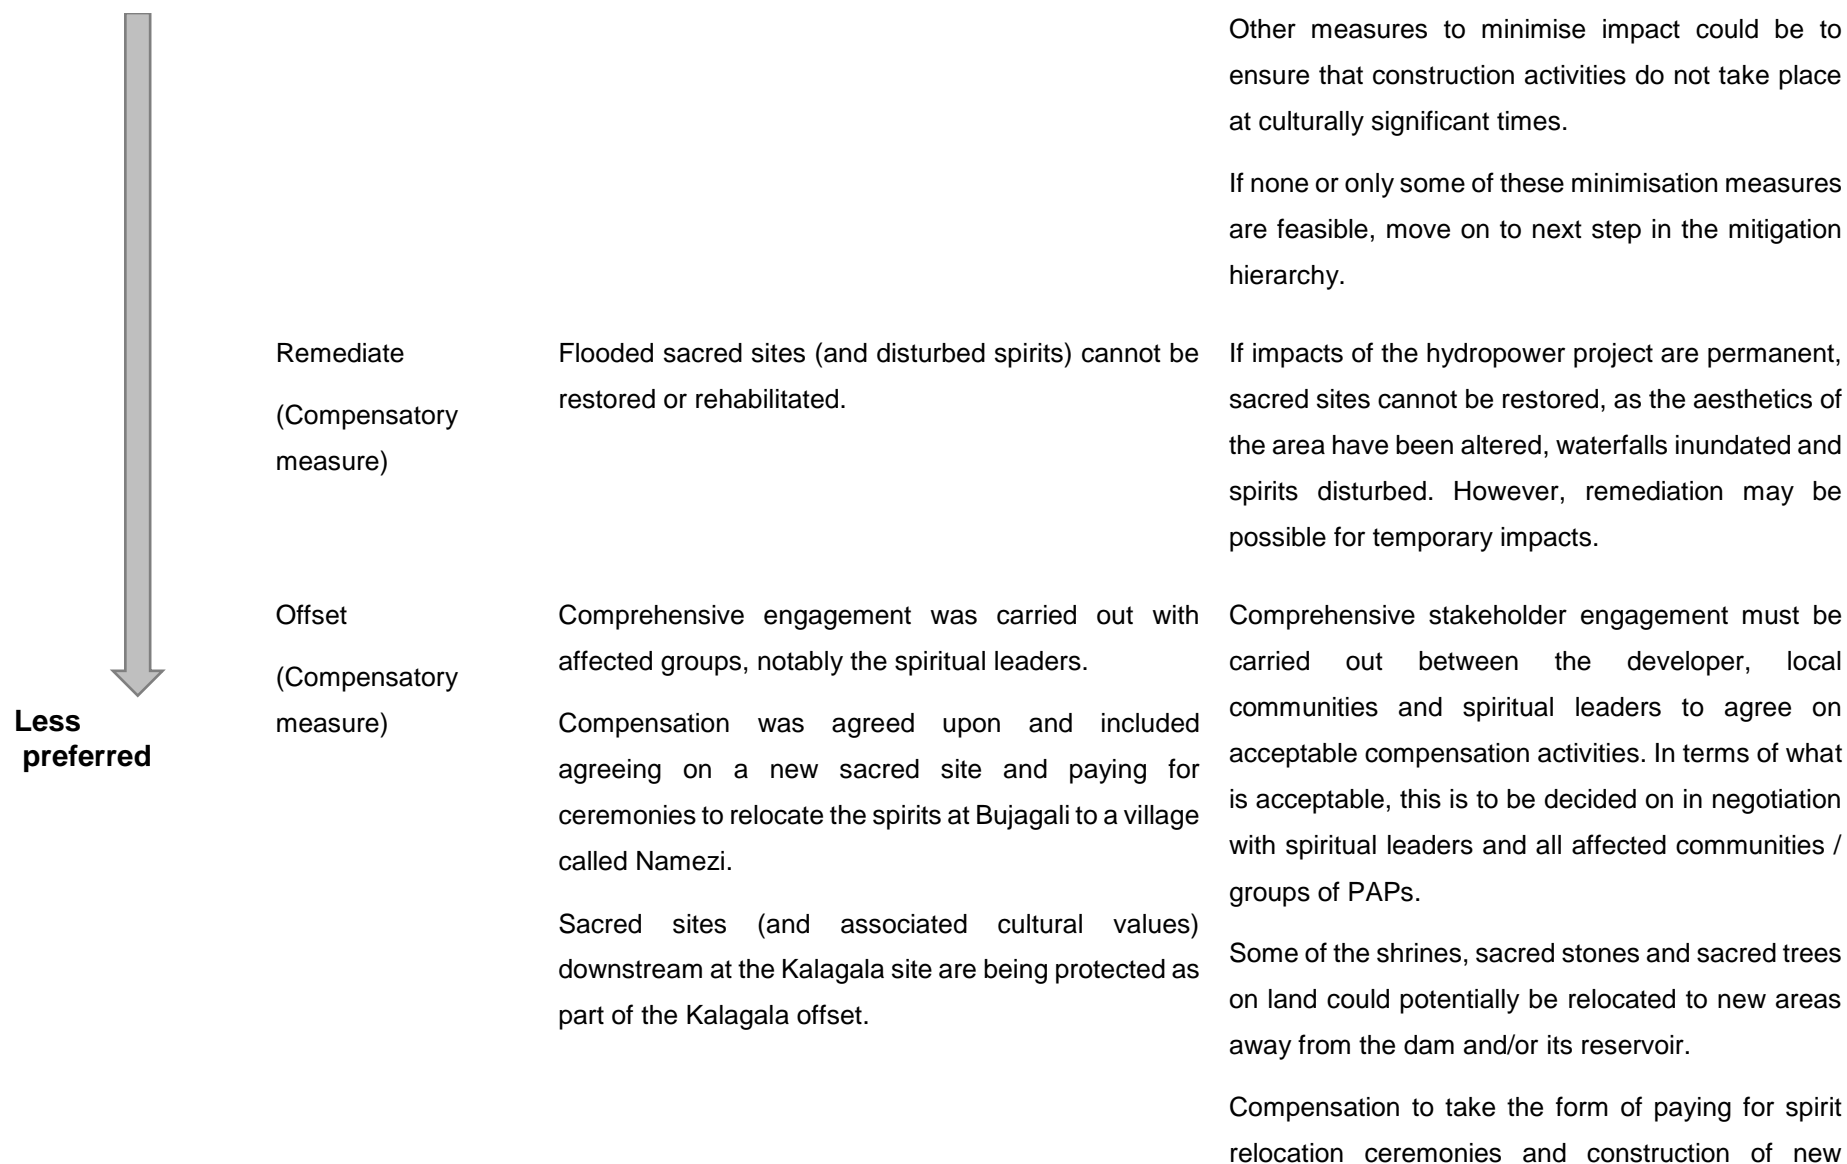 Other measures to minimise impact could be to
ensure that construction activities do not take place
at culturally significant times.
If none or only some of these minimisation measures
are feasible, move on to next step in the mitigation
hierarchy.
Remediate
(Compensatory
measure)
Flooded sacred sites (and disturbed spirits) cannot be
restored or rehabilitated.
If impacts of the hydropower project are permanent,
sacred sites cannot be restored, as the aesthetics of
the area have been altered, waterfalls inundated and
spirits disturbed. However, remediation may be
possible for temporary impacts.
Less
preferred
Offset
(Compensatory
measure)
Comprehensive engagement was carried out with
affected groups, notably the spiritual leaders.
Compensation was agreed upon and included
agreeing on a new sacred site and paying for
ceremonies to relocate the spirits at Bujagali to a village
called Namezi.
Sacred sites (and associated cultural values)
downstream at the Kalagala site are being protected as
part of the Kalagala offset.
Comprehensive stakeholder engagement must be
carried out between the developer, local
communities and spiritual leaders to agree on
acceptable compensation activities. In terms of what
is acceptable, this is to be decided on in negotiation
with spiritual leaders and all affected communities /
groups of PAPs.
Some of the shrines, sacred stones and sacred trees
on land could potentially be relocated to new areas
away from the dam and/or its reservoir.
Compensation to take the form of paying for spirit
relocation ceremonies and construction of new